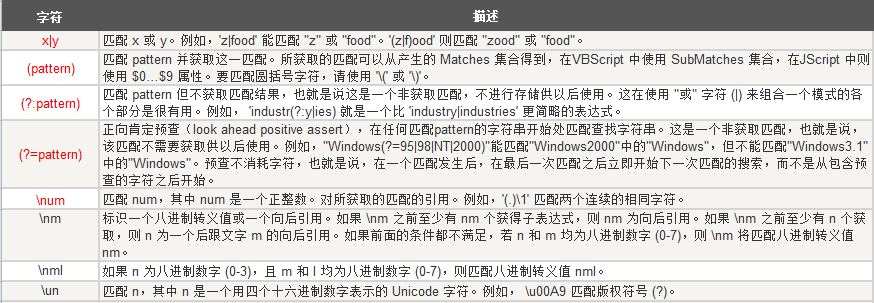 字符 描述
x|y 匹配 x 或 y。例如，'z|food' 能匹配 "z" 或 "food"。'(z|f)ood' 则匹配 "zood" 或 "food"。
(pattern) 匹配 pattern 并获取这一匹配。所获取的匹配可以从产生的 Matches 集合得到，在VBScript 中使用 SubMatches 集合，在JScript 中则
使用 $0…$9 属性。要匹配圆括号字符，请使用 '\(' 或 '\)'。
(?:pattern) 匹配 pattern 但不获取匹配结果，也就是说这是一个非获取匹配，不进行存储供以后使用。这在使用 "或" 字符 (|) 来组合一个模式的各
个部分是很有用。例如， 'industr(?:y|ies) 就是一个比 'industry|industries' 更简略的表达式。
(?=pattern) 正向肯定预查（look ahead positive assert），在任何匹配pattern的字符串开始处匹配查找字符串。这是一个非获取匹配，也就是说，
该匹配不需要获取供以后使用。例如，"Windows(?=95|98|NT|2000)"能匹配"Windows2000"中的"Windows"，但不能匹配"Windows3.1"
中的"Windows"。预查不消耗字符，也就是说，在一个匹配发生后，在最后一次匹配之后立即开始下一次匹配的搜索，而不是从包含预
查的字符之后开始。
\num 匹配 num，其中 num 是一个正整数。对所获取的匹配的引用。例如，'(.)\1' 匹配两个连续的相同字符。
\nm 标识一个八进制转义值或一个向后引用。如果 \nm 之前至少有 nm 个获得子表达式，则 nm 为向后引用。如果 \nm 之前至少有 n 个获
取，则 n 为一个后跟文字 m 的向后引用。如果前面的条件都不满足，若 n 和 m 均为八进制数字 (0-7)，则 \nm 将匹配八进制转义值
nm。
\nml 如果 n 为八进制数字 (0-3)，且 m 和 l 均为八进制数字 (0-7)，则匹配八进制转义值 nml。
\un 匹配 n，其中 n 是一个用四个十六进制数字表示的 Unicode 字符。例如， \u00A9 匹配版权符号 (?)。